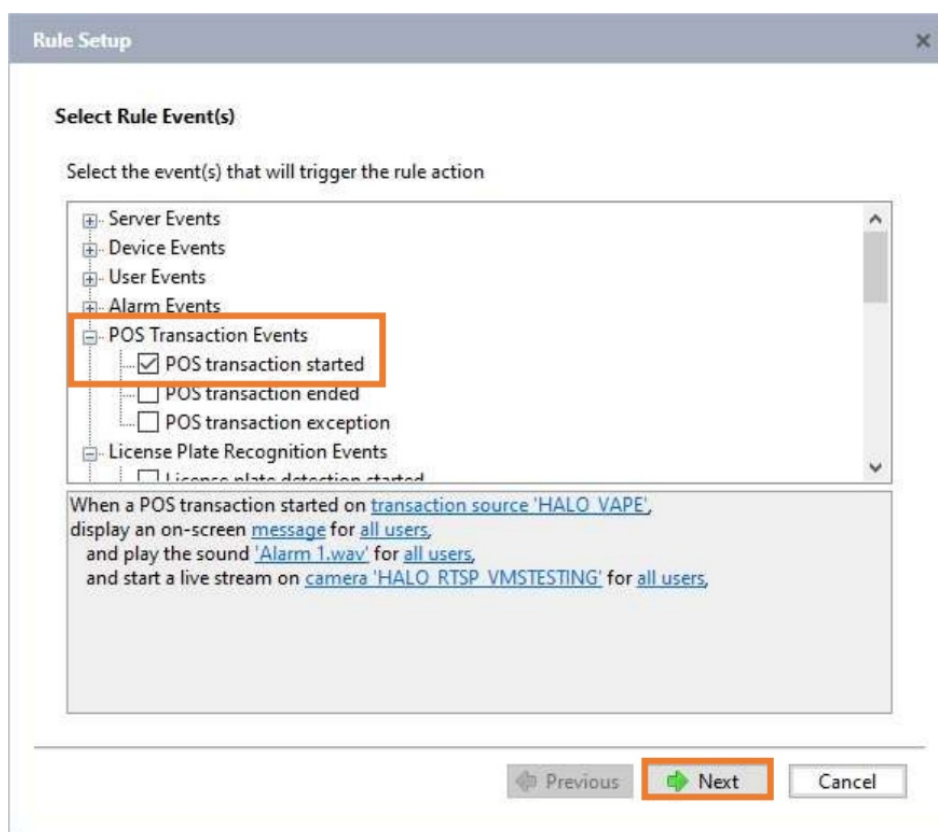 Rule Setup
Select Rule Event(s)
Select the event(s) that will trigger the rule action
Server Events
Device Events
User Events
Alarm Events
POS Transaction Events
POS transaction started
POS transaction ended
POS transaction exception
License Plate Recognition Events
License plate detection started
When a POS transaction started on transaction source 'HALO_VAPE',
display an on-screen message for all users,
and play the sound 'Alarm 1.wav' for all users,
and start a live stream on camera 'HALO_RTSP_VMSTESTING' for all users,
Previous
Next
Cancel